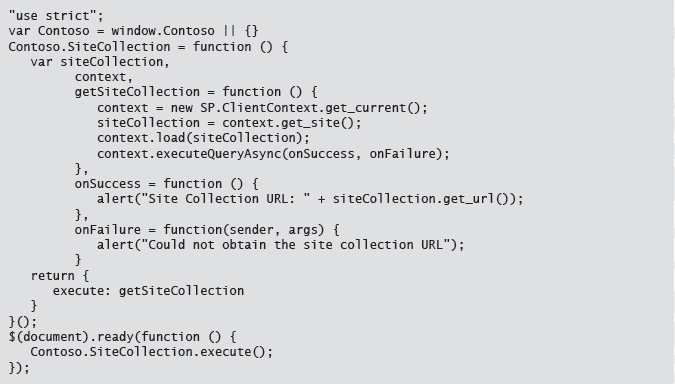 "use strict";
var Contoso = window.Contoso || {}
Contoso.SiteCollection = function () {
   var siteCollection,
         context,
         getSiteCollection = function () {
            context = new SP.ClientContext.get_current();
            siteCollection = context.get_site();
            context.load(siteCollection);
            context.executeQueryAsync(onSuccess, onFailure);
         },
         onSuccess = function () {
            alert("Site Collection URL: " + siteCollection.get_url());
         },
         onFailure = function(sender, args) {
            alert("Could not obtain the site collection URL");
         }
   return {
      execute: getSiteCollection
   }
}();
$(document).ready(function () {
   Contoso.SiteCollection.execute();
});